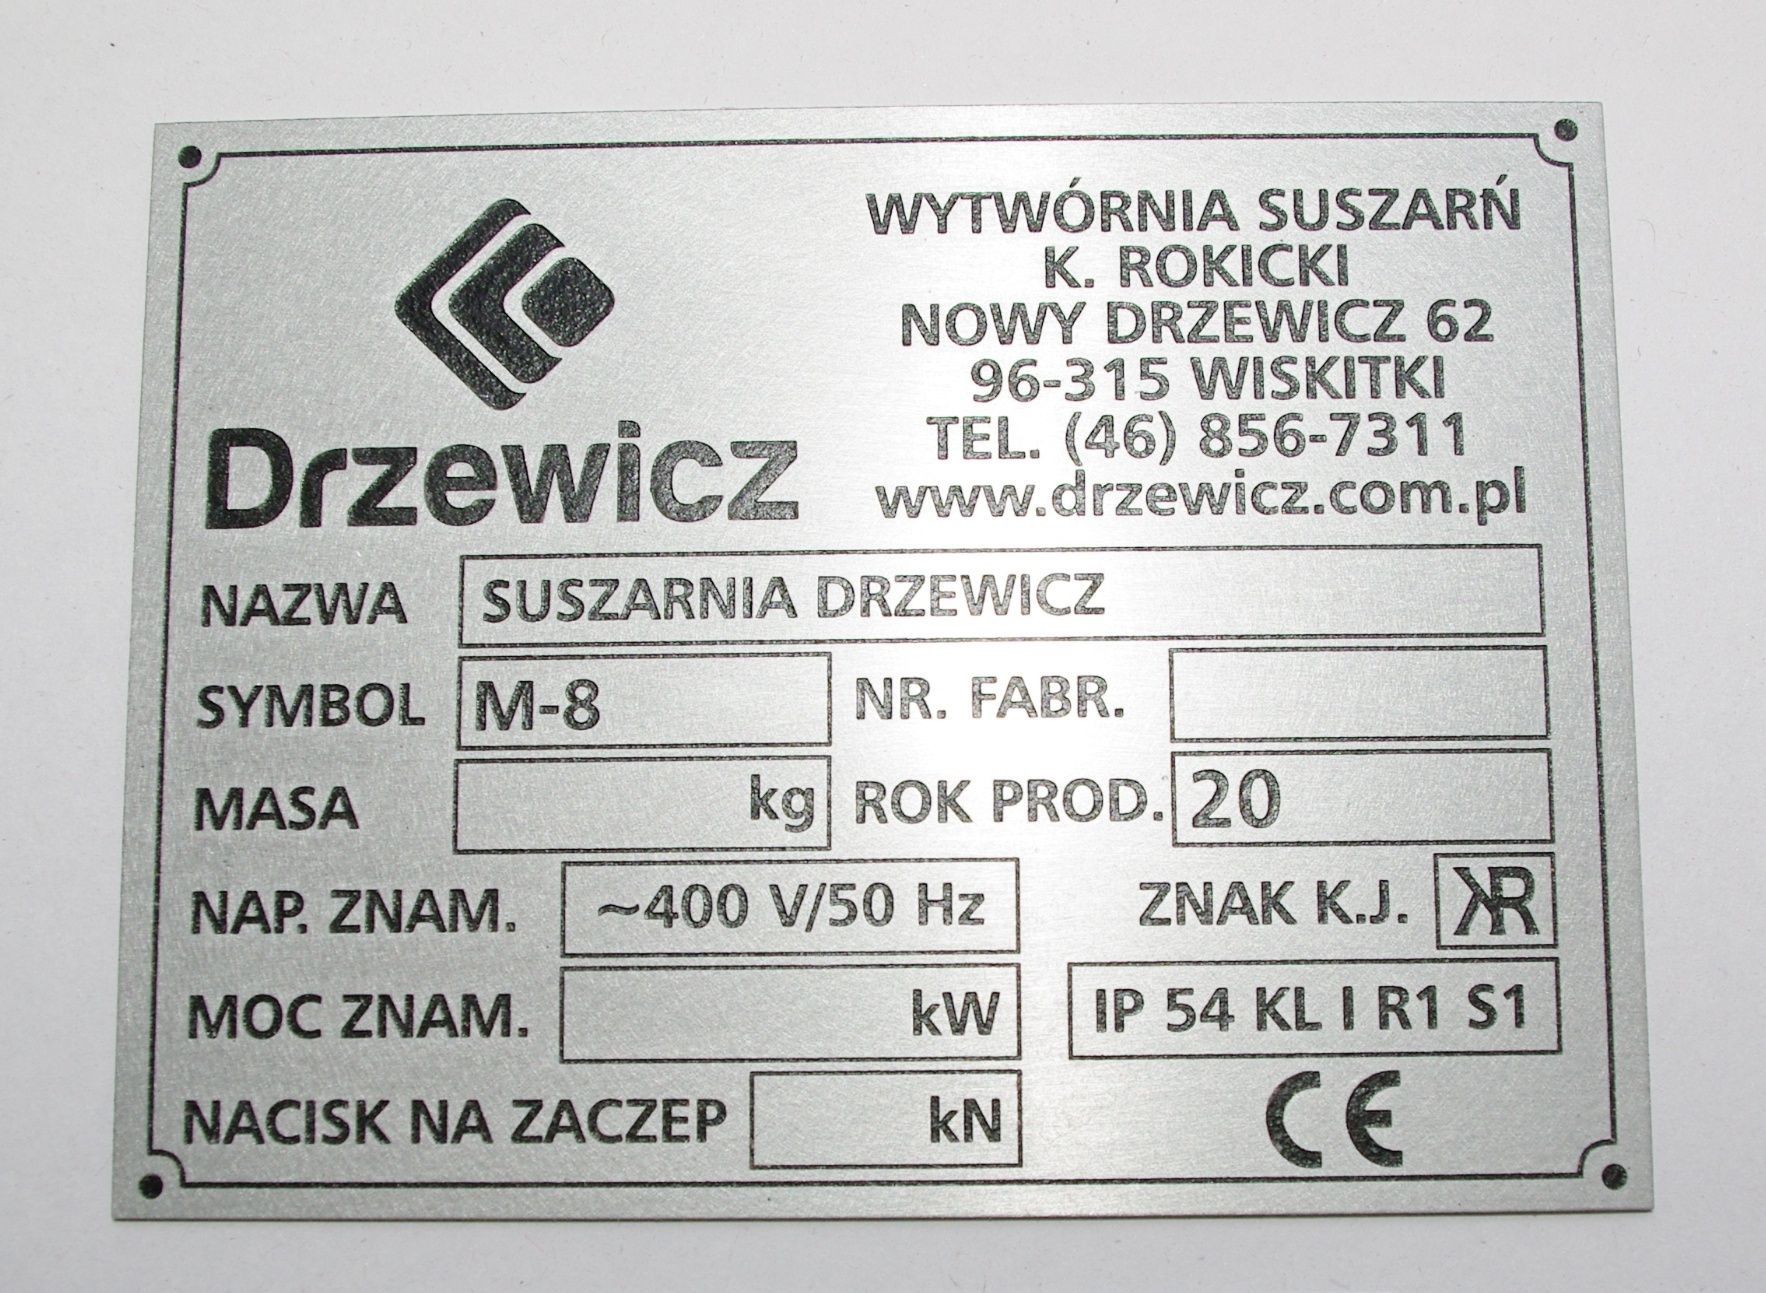 WYTWÓRNIA SUSZARŃ
K. ROKICKI
NOWY DRZEWICZ 62
96-315 WISKITKI
TEL. (46) 856-7311
www.drzewicz.com.pl
Drzewicz
NAZWA SUSZARNIA DRZEWICZ
SYMBOL M-8 NR. FABR.
MASA kg ROK PROD. 20
NAP. ZNAM. ~400 V/50 Hz ZNAK K.J. KR
MOC ZNAM. kW IP 54 KL I R1 S1
NACISK NA ZACZEP kN CE